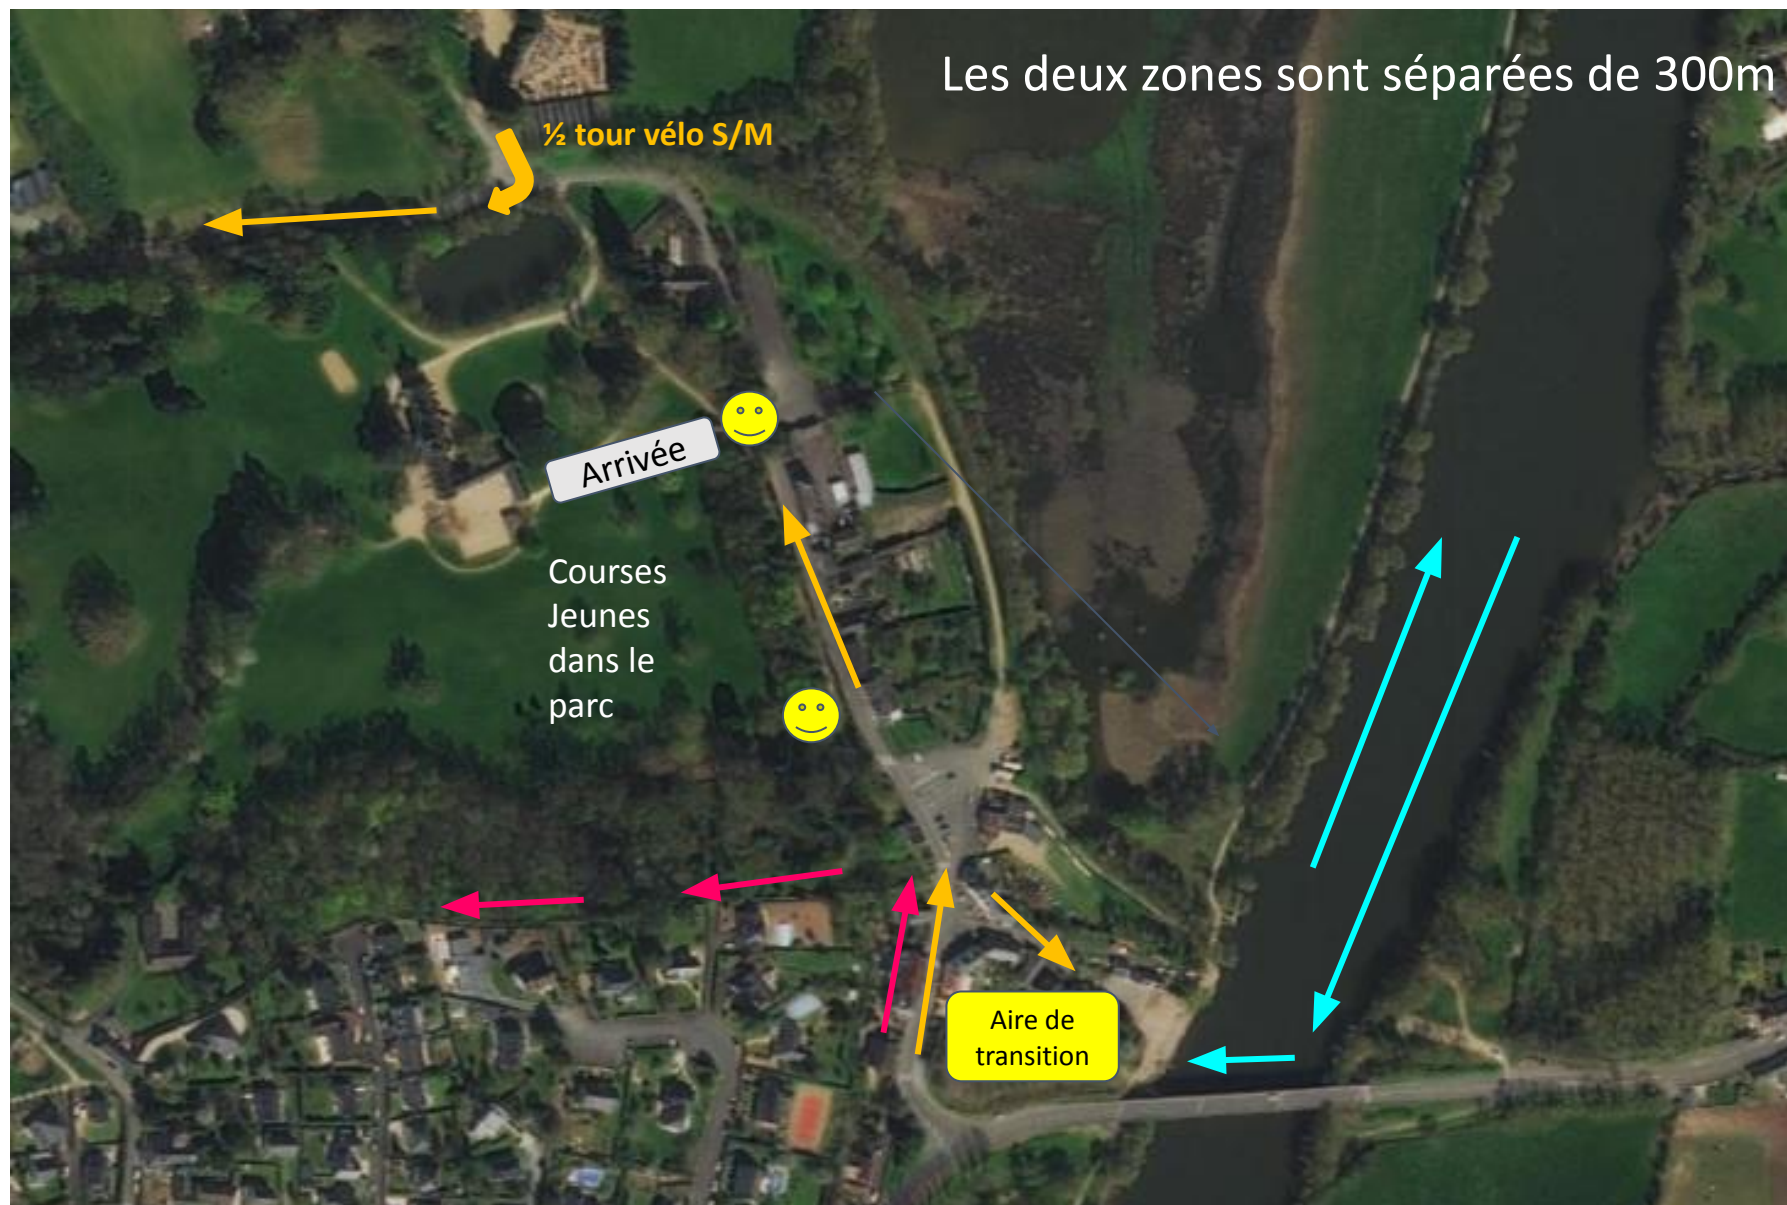 Les deux zones sont séparées de 300m
½ tour vélo S/M
Arrivée
Courses
Jeunes
dans le
parc
Aire de
transition